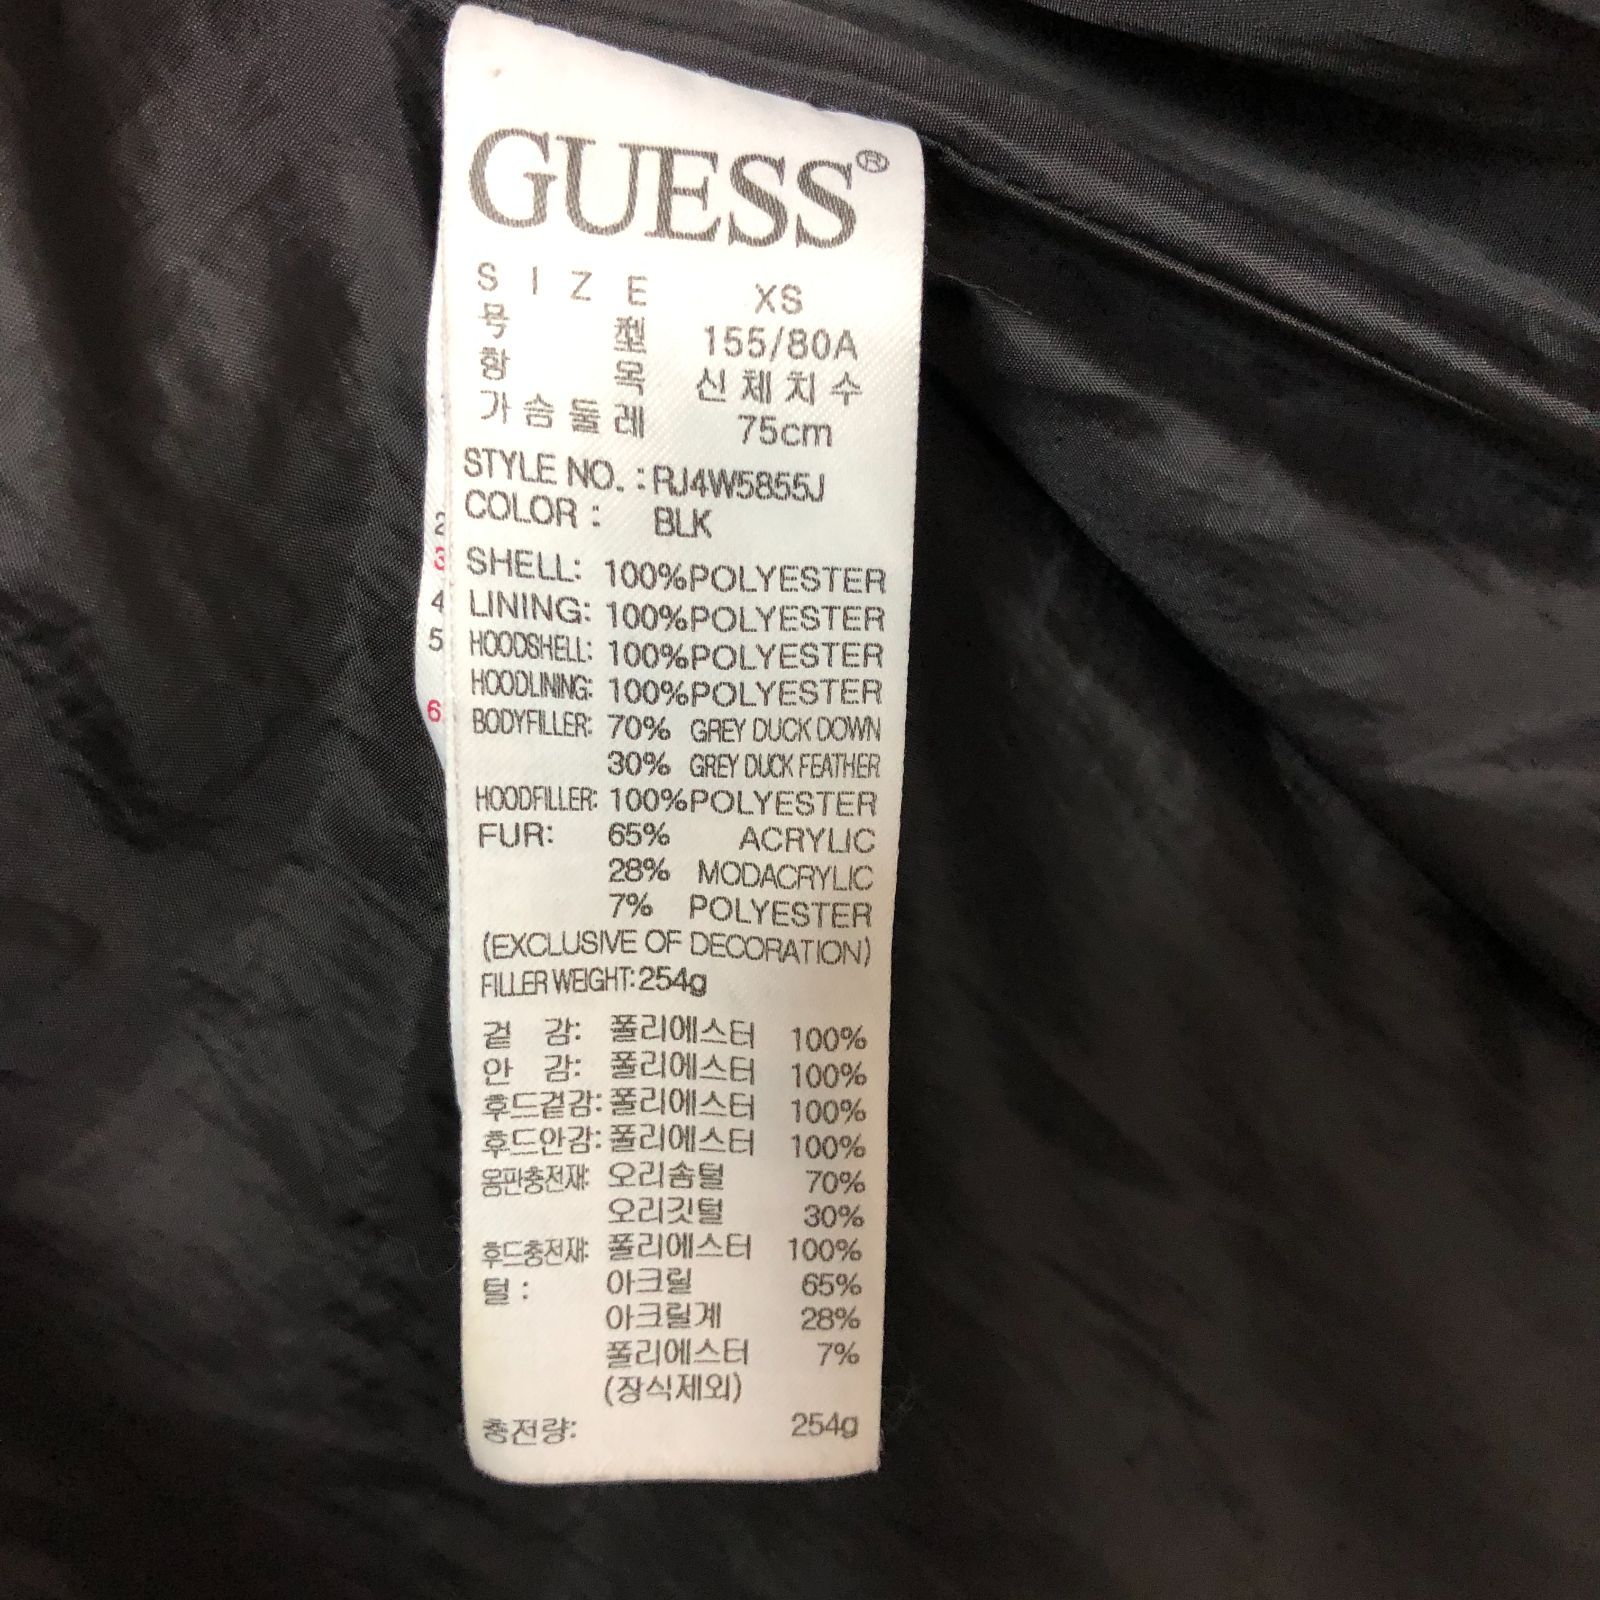 GUESS®
SIZE XS
호 型 155/80A
항 목 신체치수
가슴둘레 75cm
STYLE NO. : RJ4W5855J
COLOR : BLK
SHELL: 100%POLYESTER
LINING: 100%POLYESTER
HOODSHELL: 100%POLYESTER
HOODLINING: 100%POLYESTER
BODYFILLER: 70% GREY DUCK DOWN
30% GREY DUCK FEATHER
HOODFILLER: 100%POLYESTER
FUR: 65% ACRYLIC
28% MODACRYLIC
7% POLYESTER
(EXCLUSIVE OF DECORATION)
FILLER WEIGHT: 254g
겉 감: 폴리에스터 100%
안 감: 폴리에스터 100%
후드겉감: 폴리에스터 100%
후드안감: 폴리에스터 100%
몸판충전재: 오리솜털 70%
오리깃털 30%
후드충전재: 폴리에스터 100%
털 : 아크릴 65%
아크릴계 28%
폴리에스터 7%
(장식제외)
충전량: 254g
2
3
4
5
6